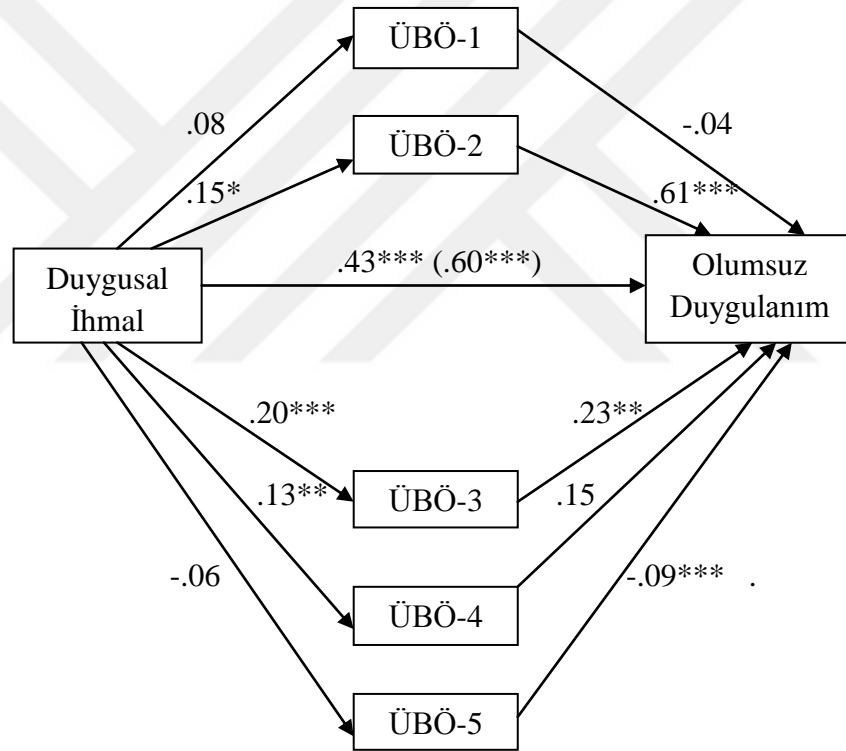 ÜBÖ-1
.08
-.04
ÜBÖ-2
.15*
.61***
Duygusal
İhmal
.43*** (.60***)
Olumsuz
Duygulanım
.20***
.23**
ÜBÖ-3
.13**
.15
-.06
ÜBÖ-4
-.09*** .
ÜBÖ-5